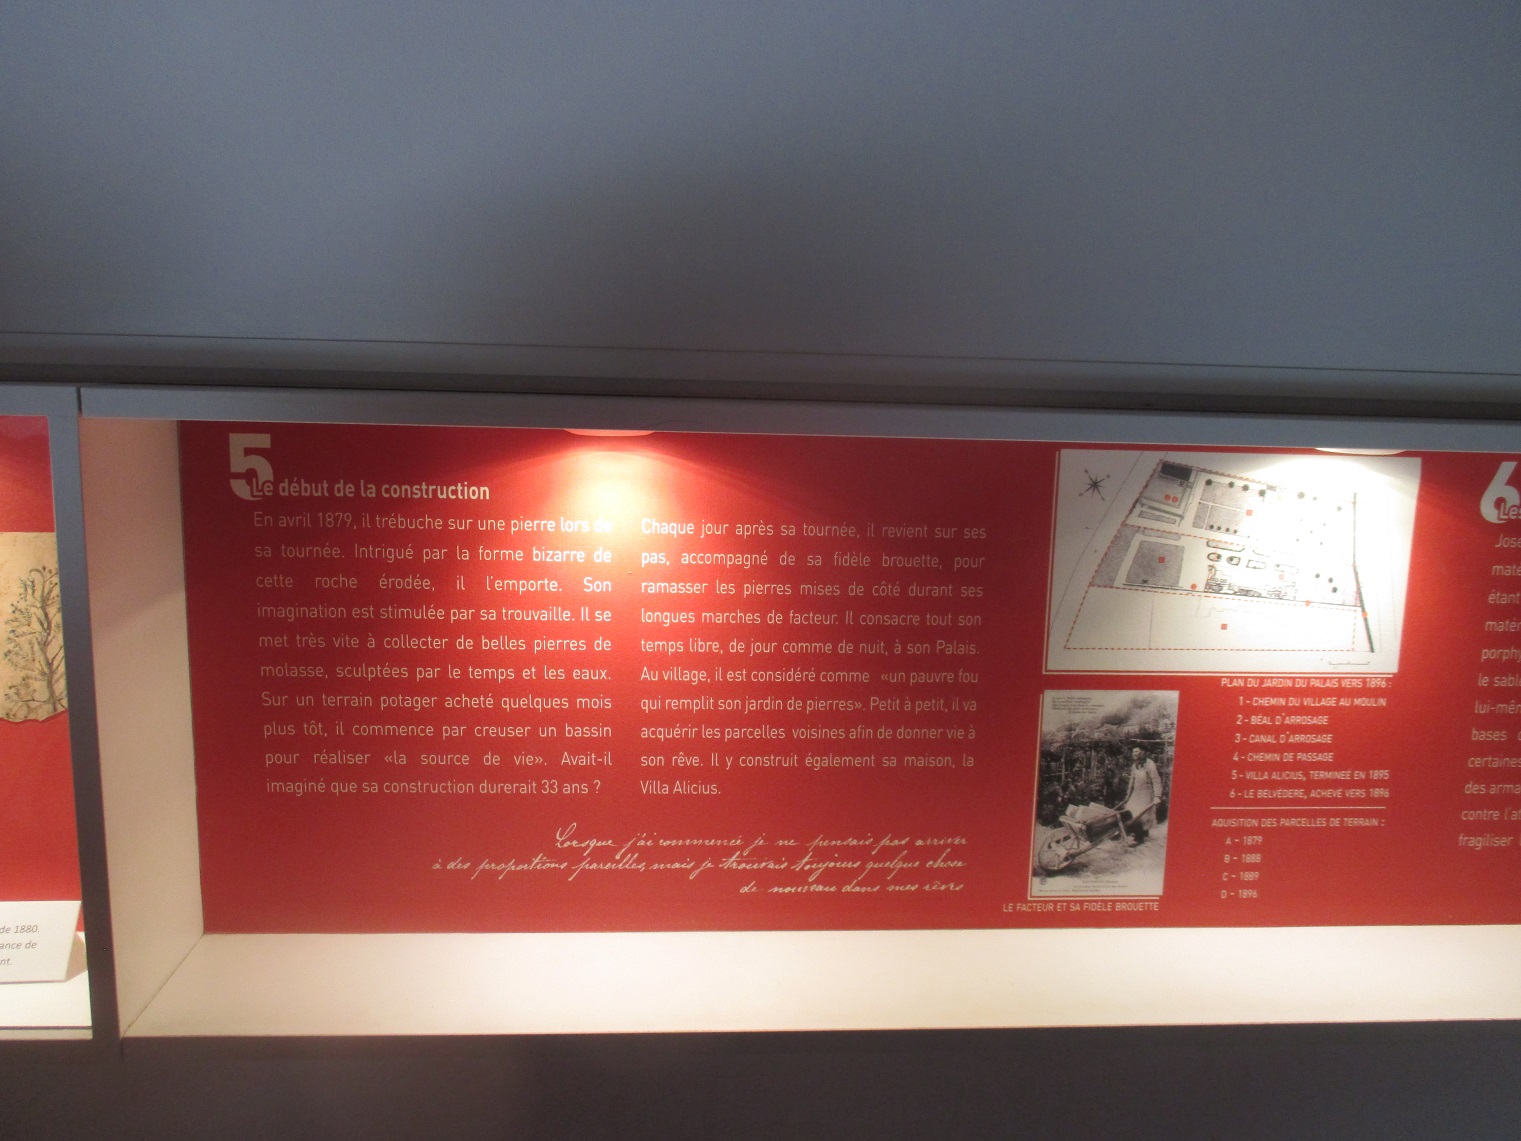 de 1880.
ance de
nt.
5
Le début de la construction
En avril 1879, il trébuche sur une pierre lors de
sa tournée. Intrigué par la forme bizarre de
cette roche érodée, il l'emporte. Son
imagination est stimulée par sa trouvaille. Il se
met très vite à collecter de belles pierres de
molasse, sculptées par le temps et les eaux.
Sur un terrain potager acheté quelques mois
plus tôt, il commence par creuser un bassin
pour réaliser «la source de vie». Avait-il
imaginé que sa construction durerait 33 ans ?
Chaque jour après sa tournée, il revient sur ses
pas, accompagné de sa fidèle brouette, pour
ramasser les pierres mises de côté durant ses
longues marches de facteur. Il consacre tout son
temps libre, de jour comme de nuit, à son Palais.
Au village, il est considéré comme «un pauvre fou
qui remplit son jardin de pierres». Petit à petit, il va
acquérir les parcelles voisines afin de donner vie à
son rêve. Il y construit également sa maison, la
Villa Alicius.
Lorsque j'ai commencé je ne pensais pas arriver
à des proportions pareilles, mais je trouvais toujours quelque chose
de nouveau dans mes rêves
PLAN DU JARDIN DU PALAIS VERS 1896 :
1 - CHEMIN DU VILLAGE AU MOULIN
2 - BÉAL D'ARROSAGE
3 - CANAL D'ARROSAGE
4 - CHEMIN DE PASSAGE
5 - VILLA ALICIUS, TERMINÉE EN 1895
6 - LE BELVÉDÈRE, ACHEVÉ VERS 1896
AQUISITION DES PARCELLES DE TERRAIN :
A - 1879
B - 1888
C - 1889
D - 1896
LE FACTEUR ET SA FIDÈLE BROUETTE
6
Les
Jose
maté
étant
matér
porphy
le sabl
lui-mêm
bases
certaines
des arma
contre l'at
fragiliser